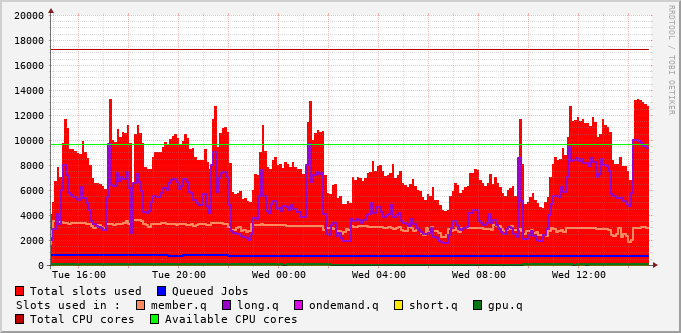 RRDTOOL / TOBI OETIKER
20000
18000
16000
14000
12000
10000
8000
6000
4000
2000
0
Tue 16:00 Tue 20:00 Wed 00:00 Wed 04:00 Wed 08:00 Wed 12:00
Total slots used Queued Jobs
Slots used in : member.q long.q ondemand.q short.q gpu.q
Total CPU cores Available CPU cores